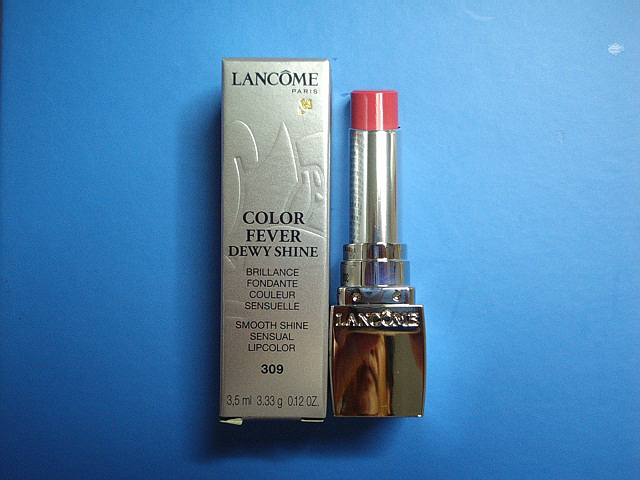 LANCÔME
PARIS
COLOR
FEVER
DEWY SHINE
BRILLANCE
FONDANTE
COULEUR
SENSUELLE
SMOOTH SHINE
SENSUAL
LIPCOLOR
309
3,5 ml 3.33 g 0.12 OZ.
LANCÔME